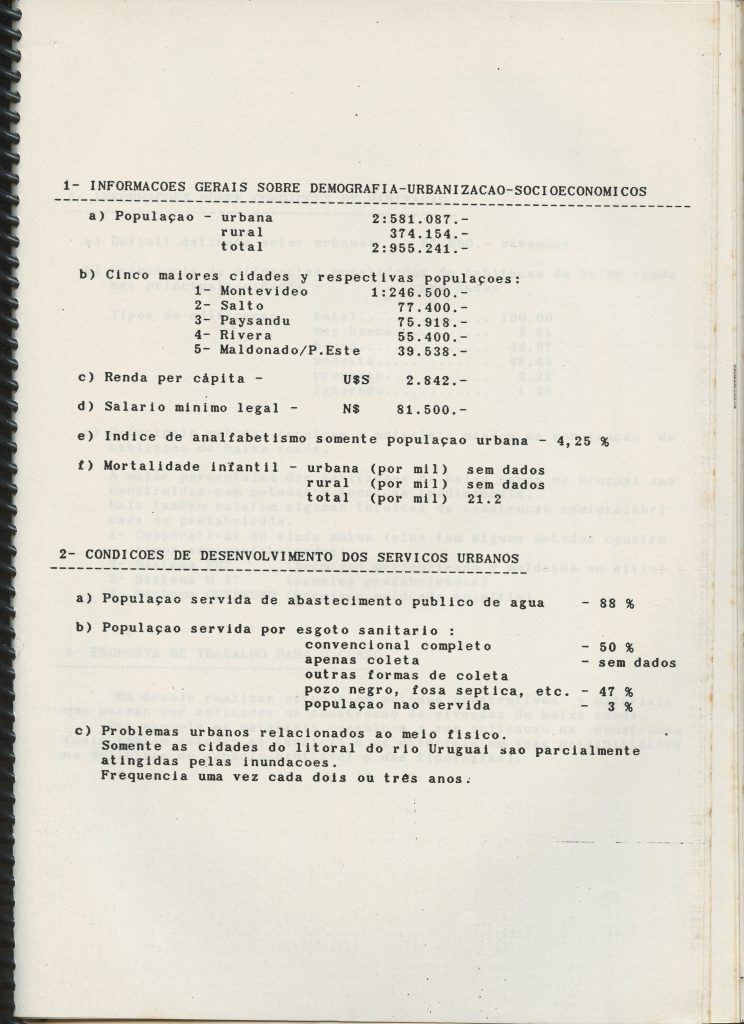 1- INFORMACOES GERAIS SOBRE DEMOGRAFIA-URBANIZACAO-SOCIOECONOMICOS
a) Populaçao - urbana 2:581.087.-
rural 374.154.-
total 2:955.241.-
b) Cinco maiores cidades y respectivas populaçoes:
1- Montevideo 1:246.500.-
2- Salto 77.400.-
3- Paysandu 75.918.-
4- Rivera 55.400.-
5- Maldonado/P.Este 39.538.-
c) Renda per cápita - U$S 2.842.-
d) Salario minimo legal - N$ 81.500.-
e) Indice de analfabetismo somente populaçao urbana - 4,25 %
f) Mortalidade infantil - urbana (por mil) sem dados
rural (por mil) sem dados
total (por mil) 21.2
2- CONDICOES DE DESENVOLVIMENTO DOS SERVICOS URBANOS
a) Populaçao servida de abastecimento publico de agua - 88 %
b) Populaçao servida por esgoto sanitario :
convencional completo - 50 %
apenas coleta - sem dados
outras formas de coleta
pozo negro, fosa septica, etc. - 47 %
populaçao nao servida - 3 %
c) Problemas urbanos relacionados ao meio fisico.
Somente as cidades do litoral do rio Uruguai sao parcialmente
atingidas pelas inundacoes.
Frequencia uma vez cada dois ou três anos.